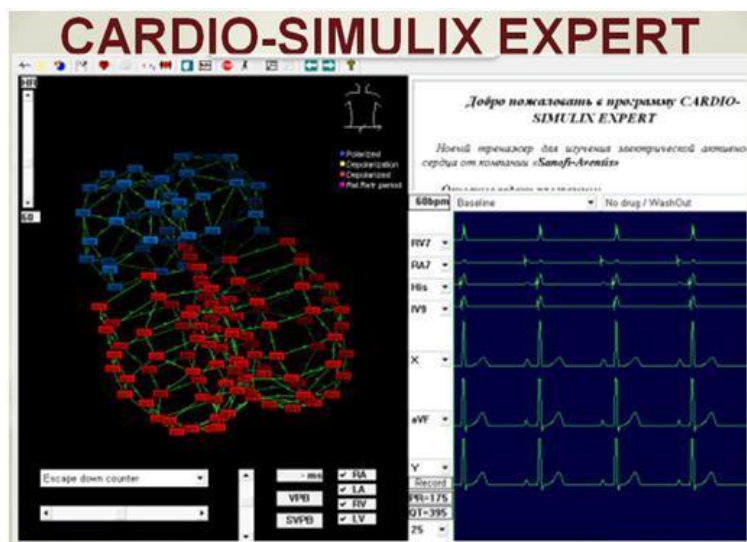 CARDIO-SIMULIX EXPERT
HR
60
Polarized
Depolarization
Depolarized
Rel.Refr period
Добро пожаловать в программу CARDIO-
SIMULIX EXPERT
Новый тренажер для изучения электрической активно
сердца от компании «Sanofi-Aventis»
60bpm
Baseline
No drug / WashOut
RV7
RA7
His
IV9
X
aVF
Y
Record
PR=175
QT=395
25
Escape down counter
- ms
VPB
SVPB
RA
LA
RV
LV